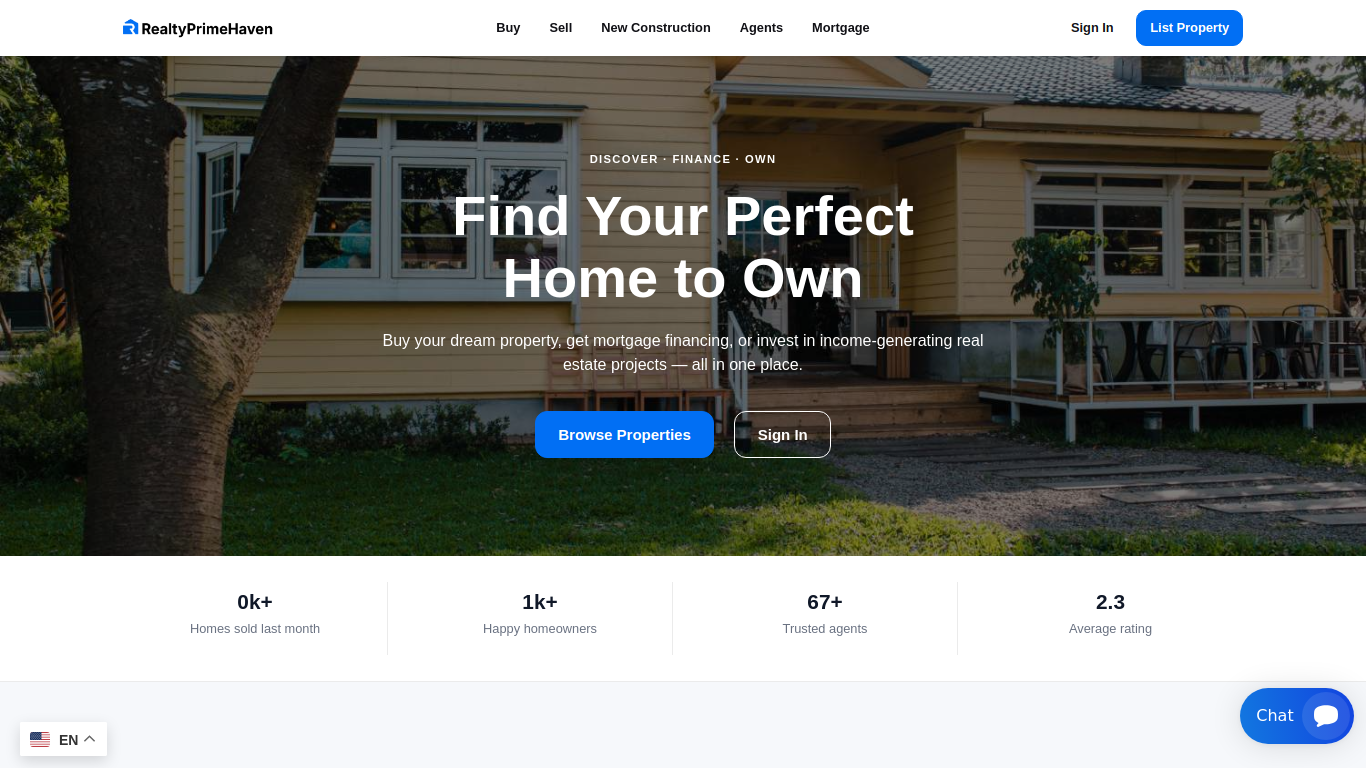 RealtyPrimeHaven
Buy
Sell
New Construction
Agents
Mortgage
Sign In
List Property
DISCOVER · FINANCE · OWN
Find Your Perfect
Home to Own
Buy your dream property, get mortgage financing, or invest in income-generating real
estate projects — all in one place.
Browse Properties
Sign In
0k+
Homes sold last month
1k+
Happy homeowners
67+
Trusted agents
2.3
Average rating
EN
Chat